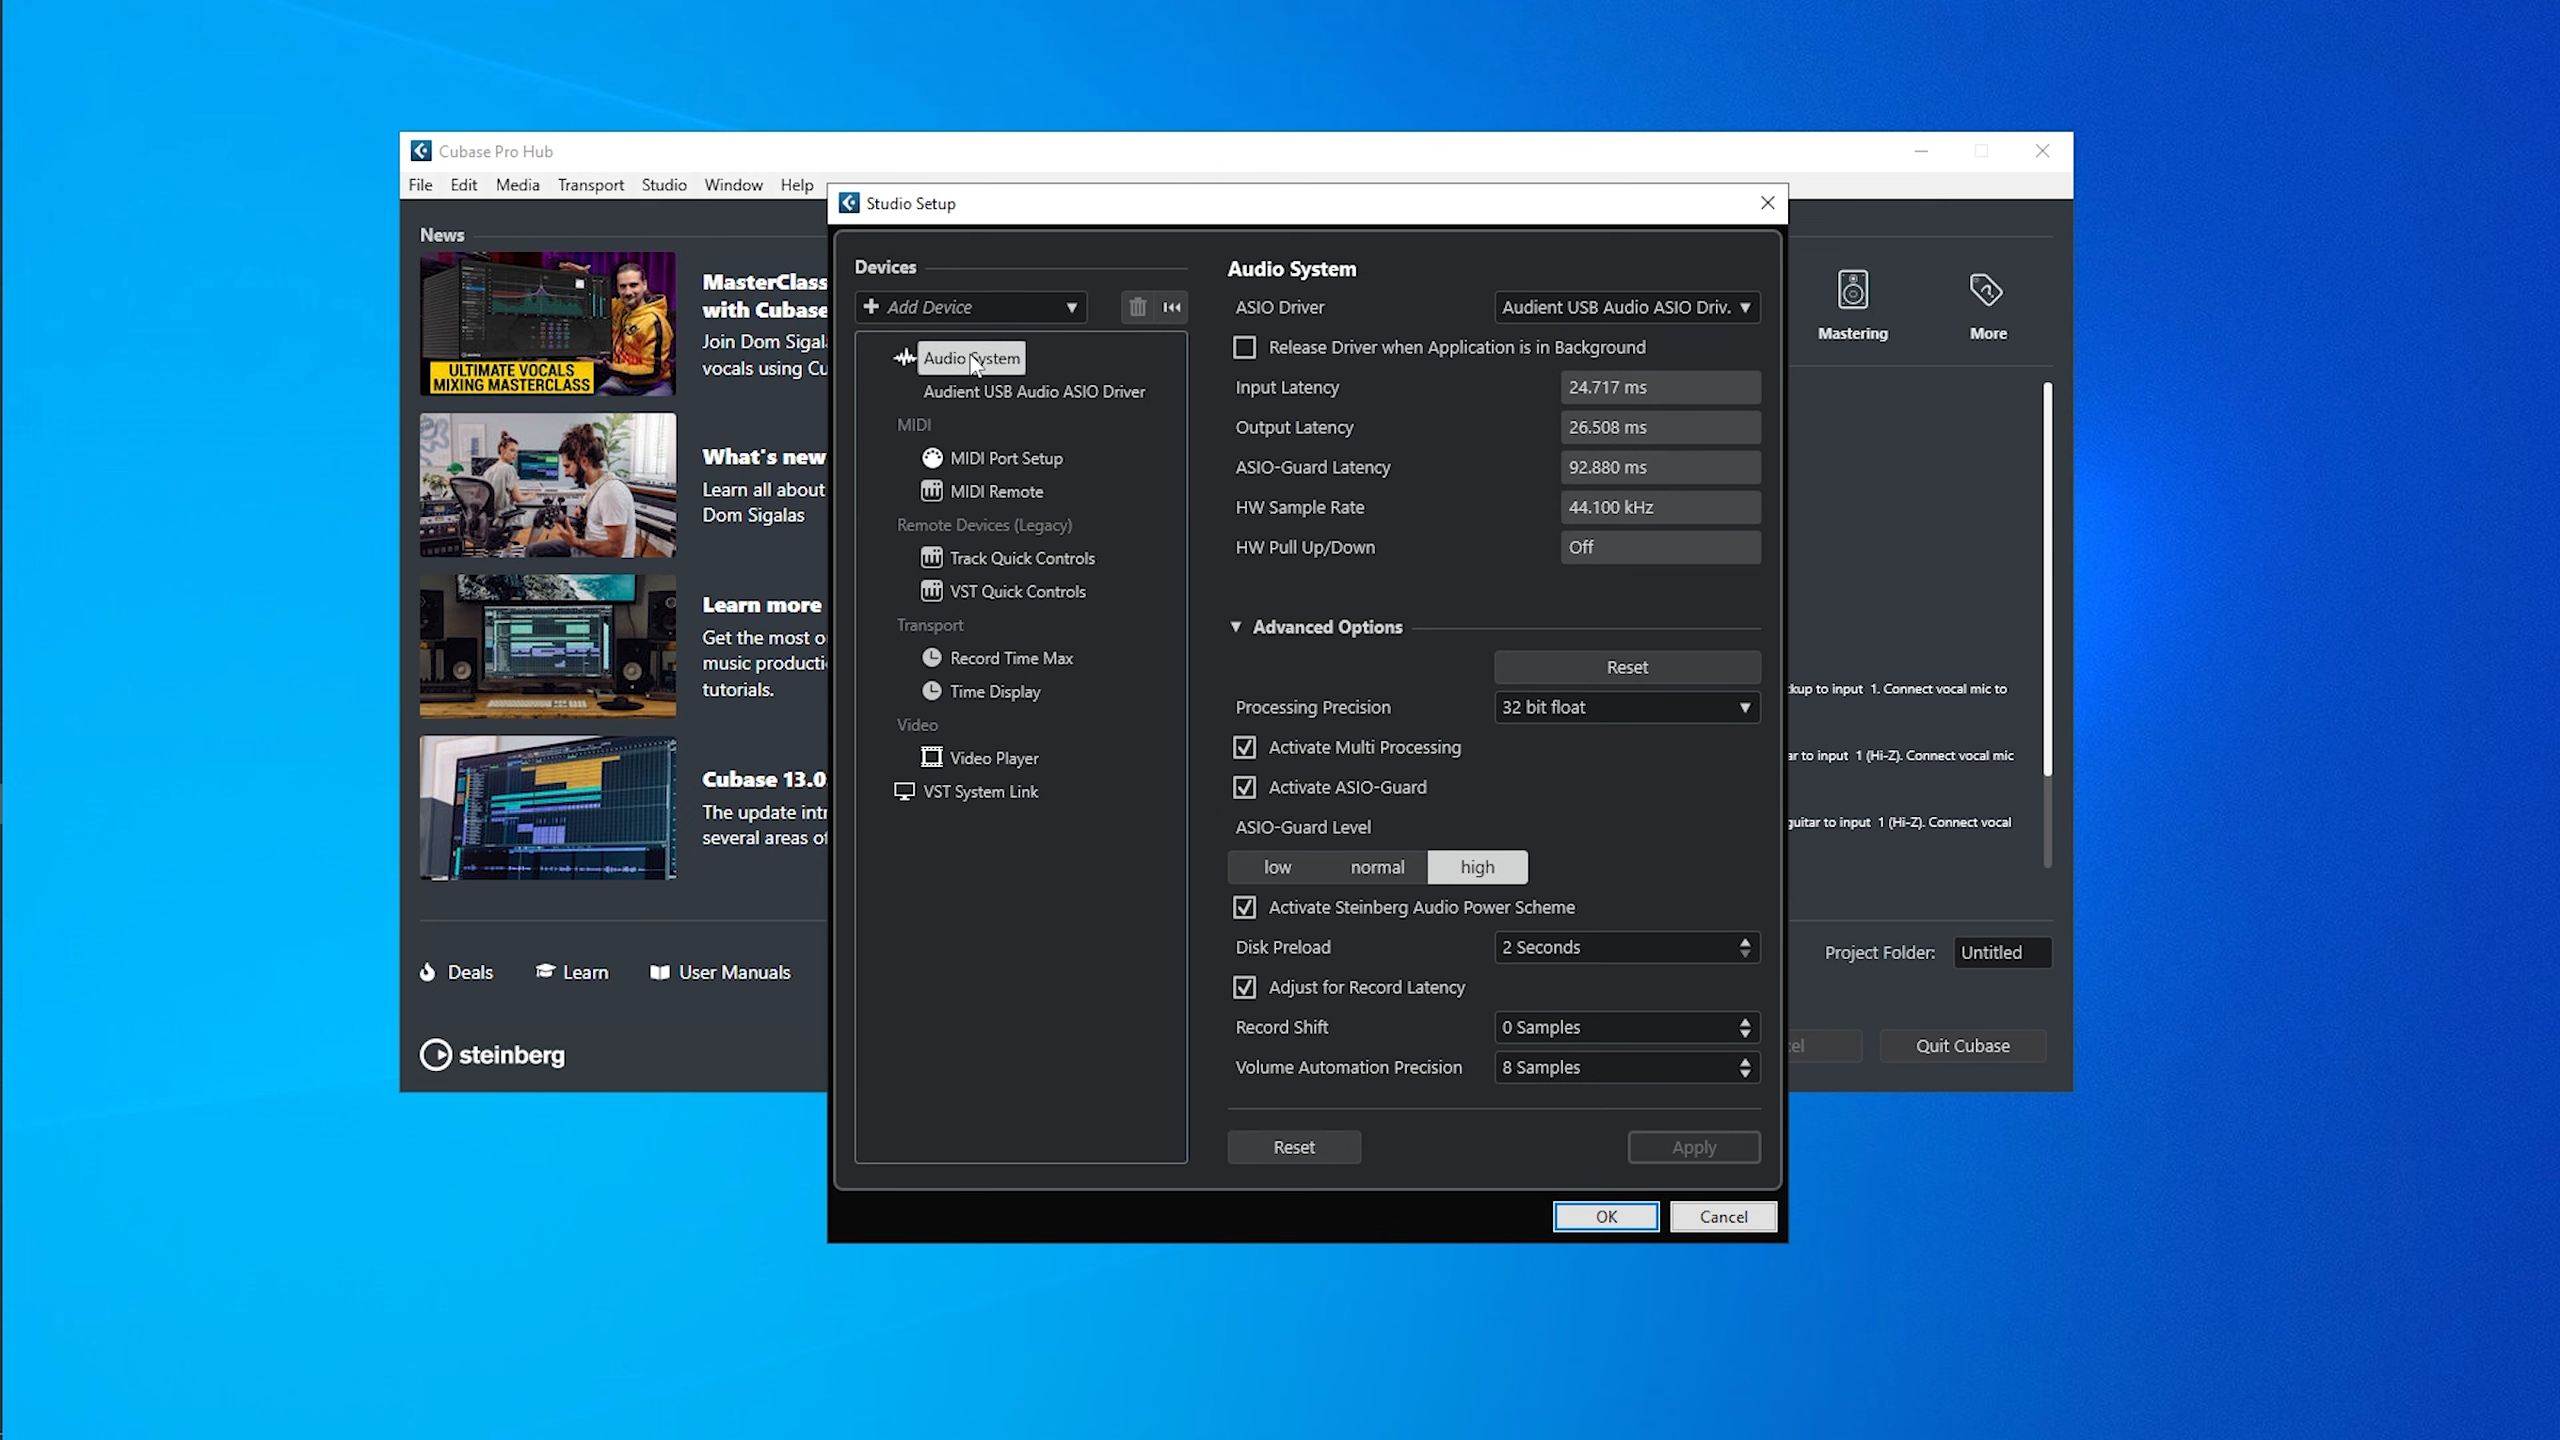 Cubase Pro Hub
File Edit Media Transport Studio Window Help
News
ULTIMATE VOCALS
MIXING MASTERCLASS
MasterClass
with Cubase
Join Dom Sigal
vocals using Cu
What's new
Learn all about
Dom Sigalas
Learn more
Get the most o
music producti
tutorials.
Cubase 13.0
The update intr
several areas of
Deals Learn User Manuals
steinberg
Studio Setup
Devices
Add Device
Audio System
Audient USB Audio ASIO Driver
MIDI
MIDI Port Setup
MIDI Remote
Remote Devices (Legacy)
Track Quick Controls
VST Quick Controls
Transport
Record Time Max
Time Display
Video
Video Player
VST System Link
Audio System
ASIO Driver Audient USB Audio ASIO Driv.
Release Driver when Application is in Background
Input Latency 24.717 ms
Output Latency 26.508 ms
ASIO-Guard Latency 92.880 ms
HW Sample Rate 44.100 kHz
HW Pull Up/Down Off
Advanced Options
Reset
Processing Precision 32 bit float
Activate Multi Processing
Activate ASIO-Guard
ASIO-Guard Level
low normal high
Activate Steinberg Audio Power Scheme
Disk Preload 2 Seconds
Adjust for Record Latency
Record Shift 0 Samples
Volume Automation Precision 8 Samples
Reset Apply
OK Cancel
Mastering More
kup to input 1. Connect vocal mic to
ar to input 1 (Hi-Z). Connect vocal mic
guitar to input 1 (Hi-Z). Connect vocal
Project Folder: Untitled
el Quit Cubase